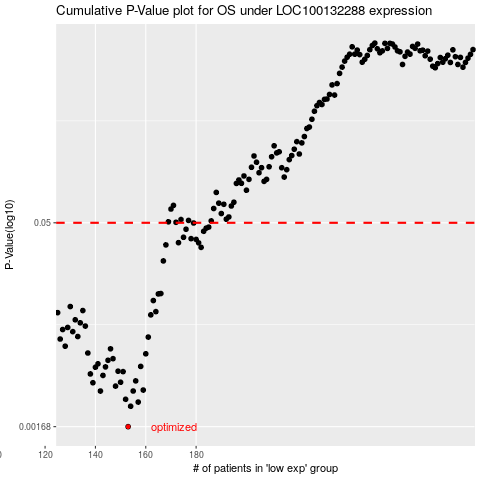 Cumulative P-Value plot for OS under LOC100132288 expression
P-Value(log10)
0.05
0.00168
optimized
0 120 140 160 180
# of patients in 'low exp' group